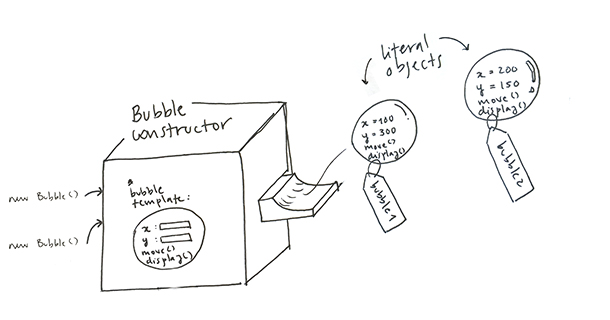 Bubble
constructor
new Bubble()
new Bubble()
bubble
template:
x:
y:
move()
display()
literal
objects
x=100
y=300
move()
display()
bubble1
x=200
y=150
move()
display()
bubble2